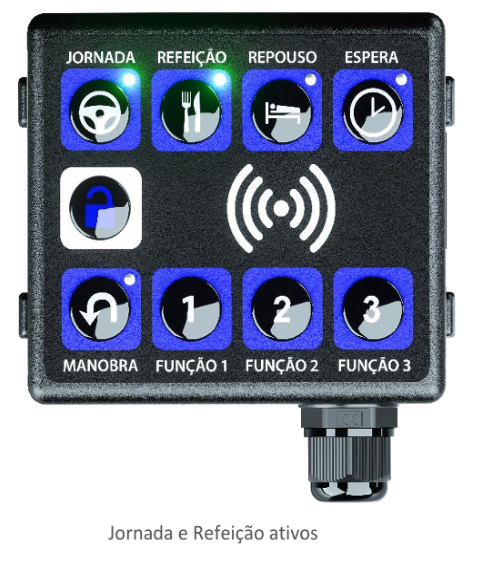 JORNADA REFEIÇÃO REPOUSO ESPERA
1 2 3
MANOBRA FUNÇÃO 1 FUNÇÃO 2 FUNÇÃO 3
Jornada e Refeição ativos